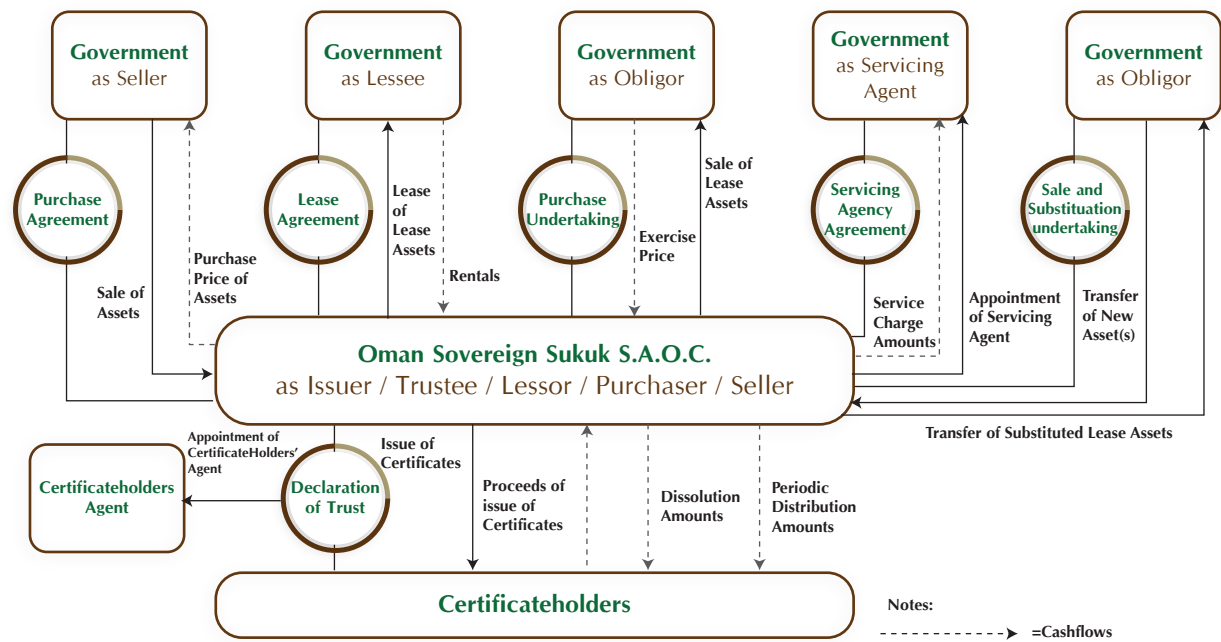 Government
as Seller
Government
as Lessee
Government
as Obligor
Government
as Servicing
Agent
Government
as Obligor
Purchase
Agreement
Lease
Agreement
Purchase
Undertaking
Servicing
Agency
Agreement
Sale and
Substituation
undertaking
Sale of
Assets
Purchase
Price of
Assets
Lease
of
Lease
Assets
Rentals
Exercise
Price
Sale of
Lease
Assets
Service
Charge
Amounts
Appointment
of Servicing
Agent
Transfer
of New
Asset(s)
Oman Sovereign Sukuk S.A.O.C.
as Issuer / Trustee / Lessor / Purchaser / Seller
Transfer of Substituted Lease Assets
Appointment of
CertificateHolders'
Agent
Certificateholders
Agent
Declaration
of Trust
Issue of
Certificates
Proceeds of
issue of
Certificates
Dissolution
Amounts
Periodic
Distribution
Amounts
Certificateholders
Notes:
=Cashflows